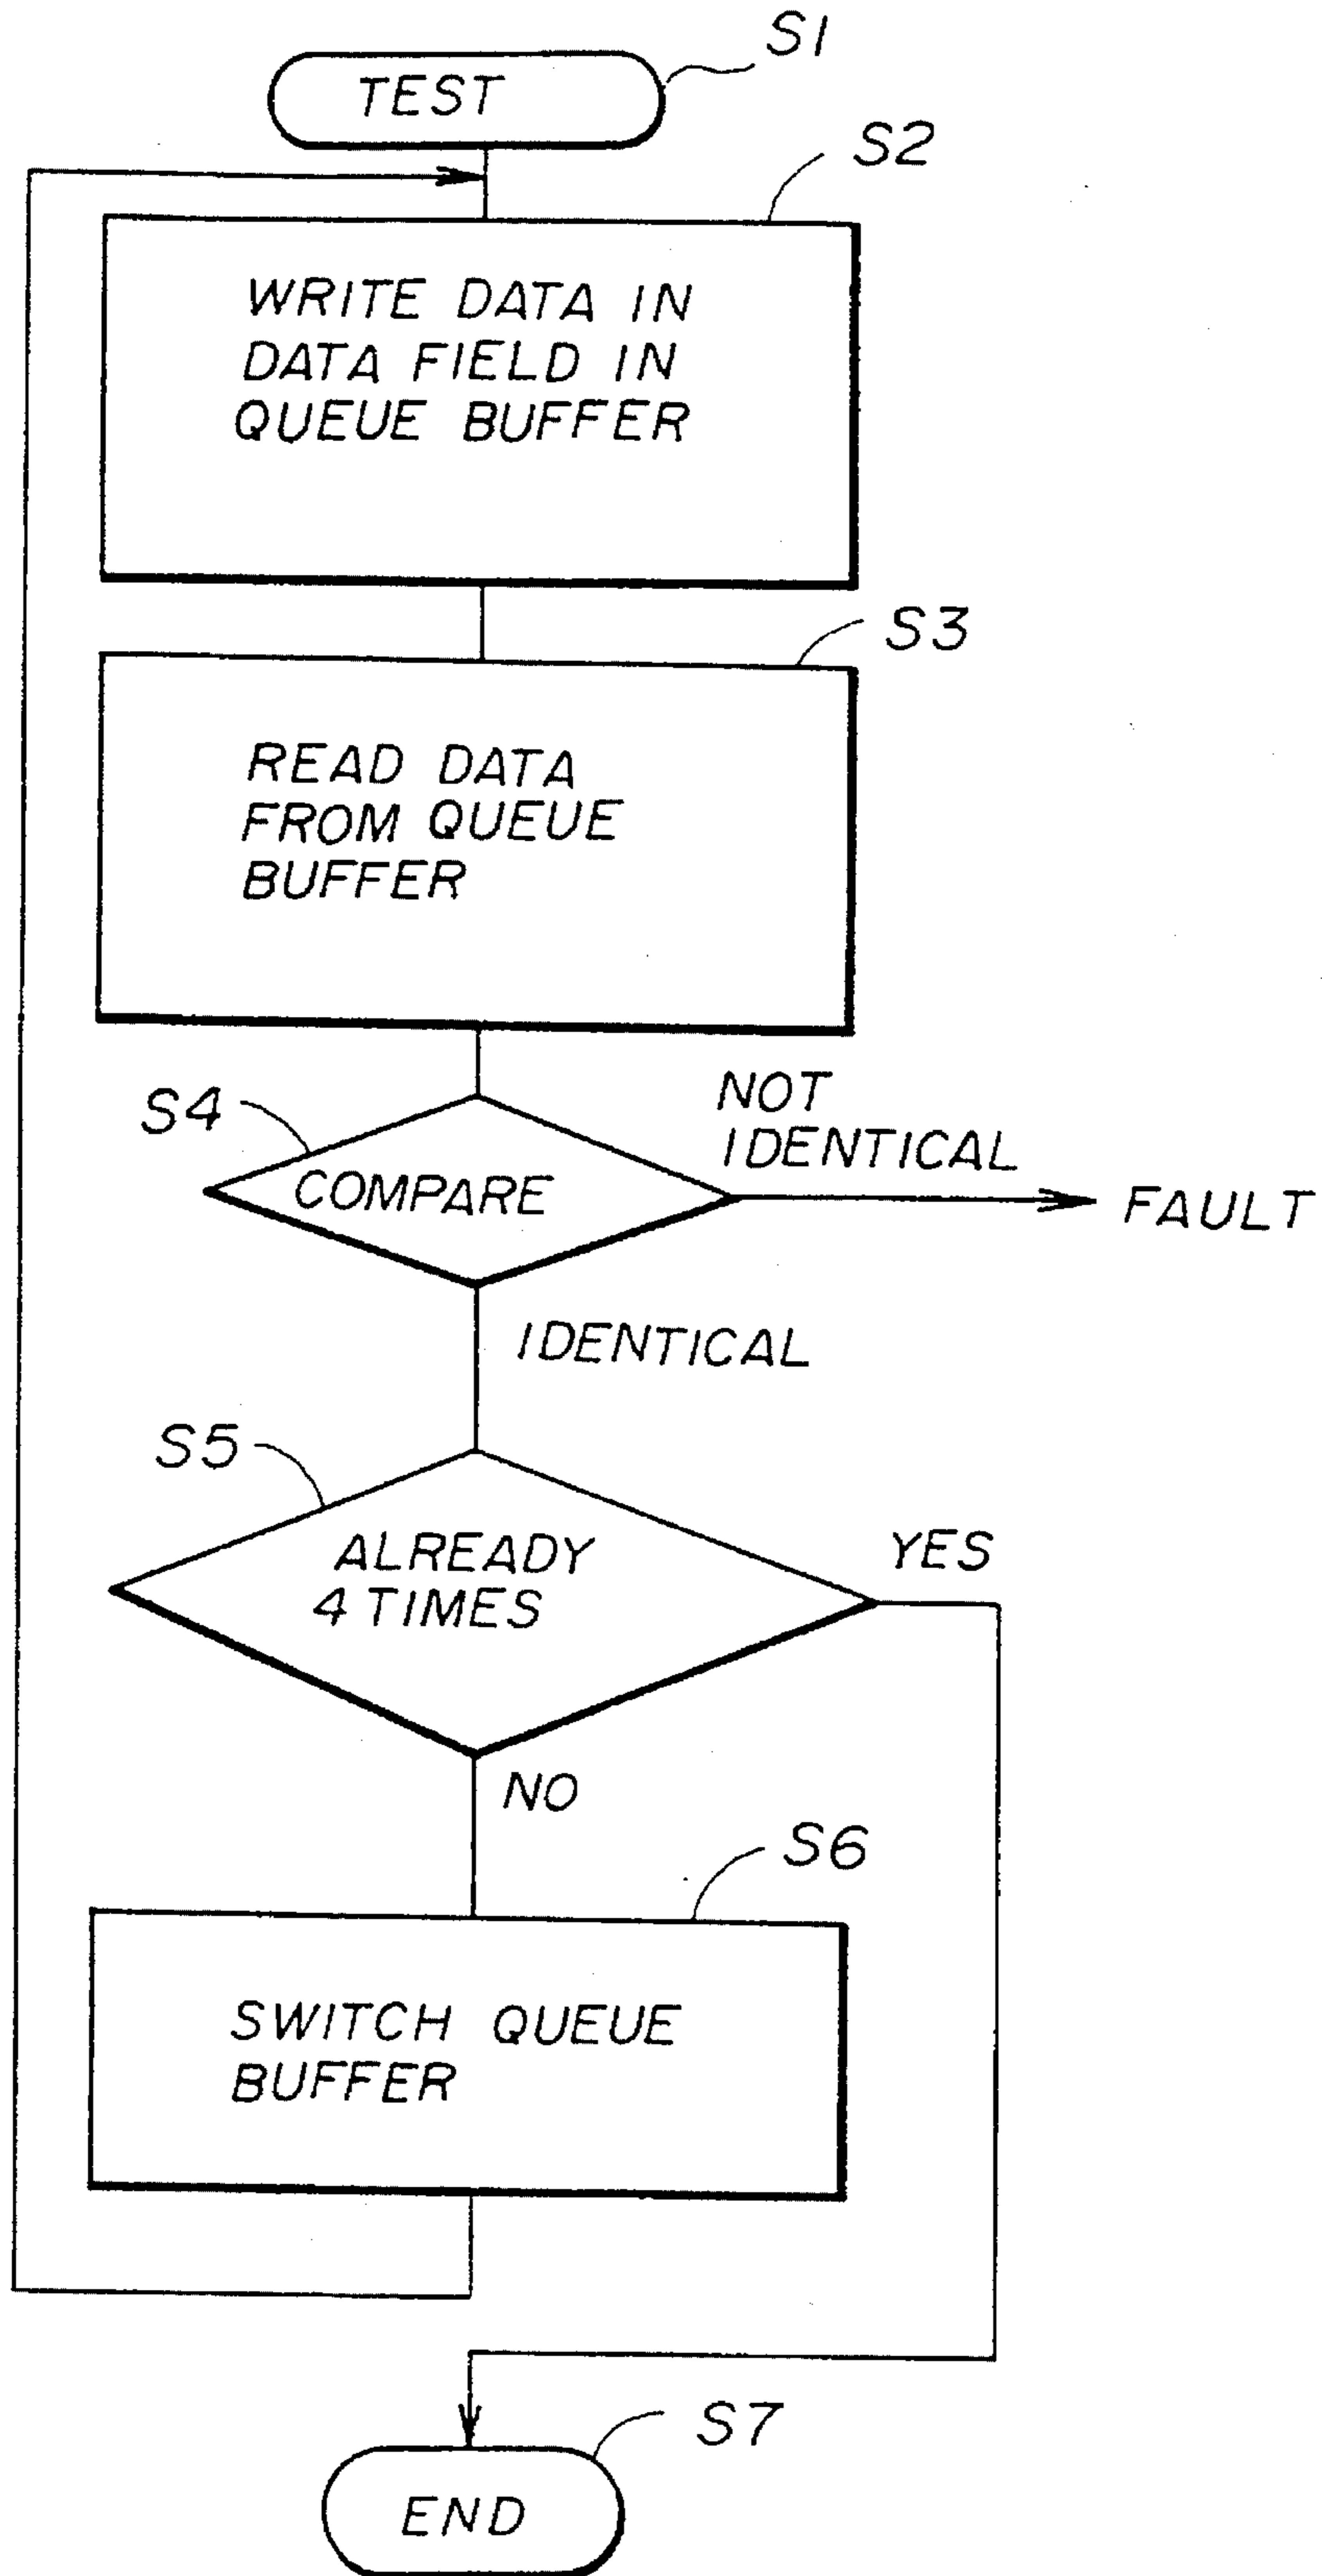 S1
TEST
S2
WRITE DATA IN
DATA FIELD IN
QUEUE BUFFER
S3
READ DATA
FROM QUEUE
BUFFER
S4
COMPARE
NOT
IDENTICAL
FAULT
IDENTICAL
S5
ALREADY
4 TIMES
YES
NO
S6
SWITCH QUEUE
BUFFER
S7
END